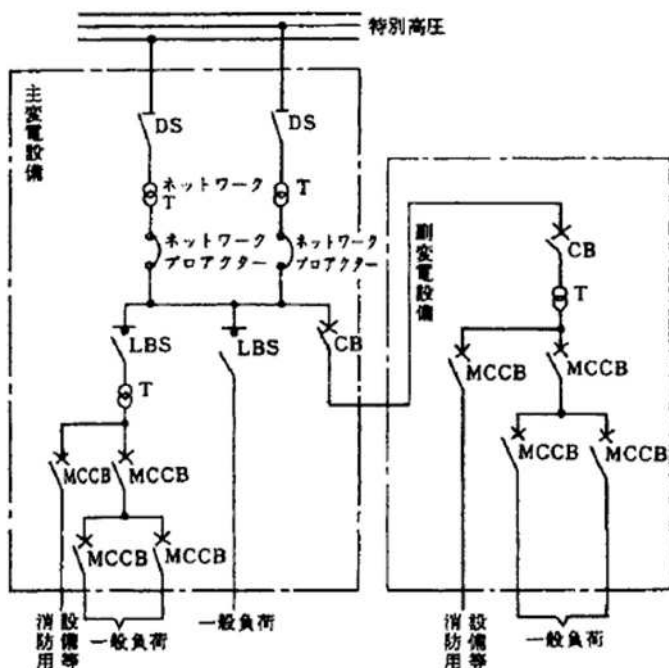 特別高圧
主変電設備
DS
DS
ネットワーク
T
T
ネットワーク
プロアクター
ネットワーク
プロアクター
副変電設備
CB
T
LBS
LBS
CB
T
MCCB
MCCB
MCCB
MCCB
MCCB
MCCB
MCCB
MCCB
消防用
設備等
一般負荷
一般負荷
消防用
設備等
一般負荷